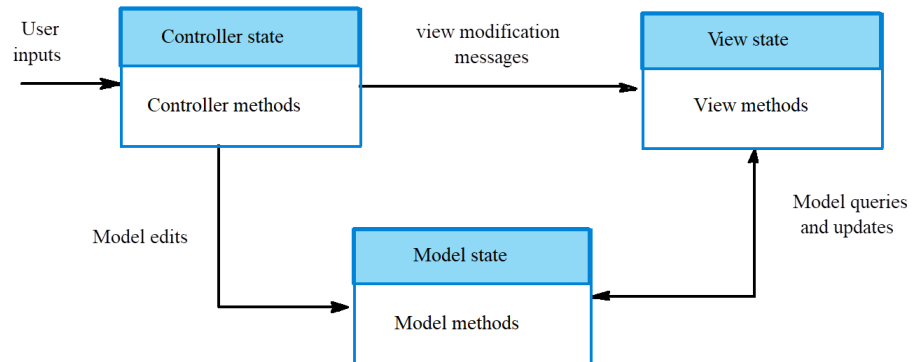 User
inputs
Controller state
Controller methods
view modification
messages
View state
View methods
Model edits
Model state
Model methods
Model queries
and updates